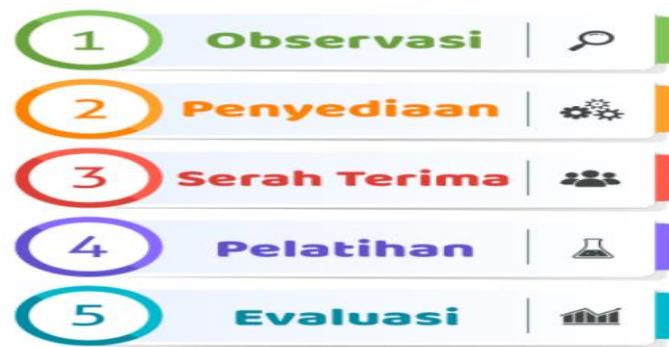 1 Observasi
2 Penyediaan
3 Serah Terima
4 Pelatihan
5 Evaluasi